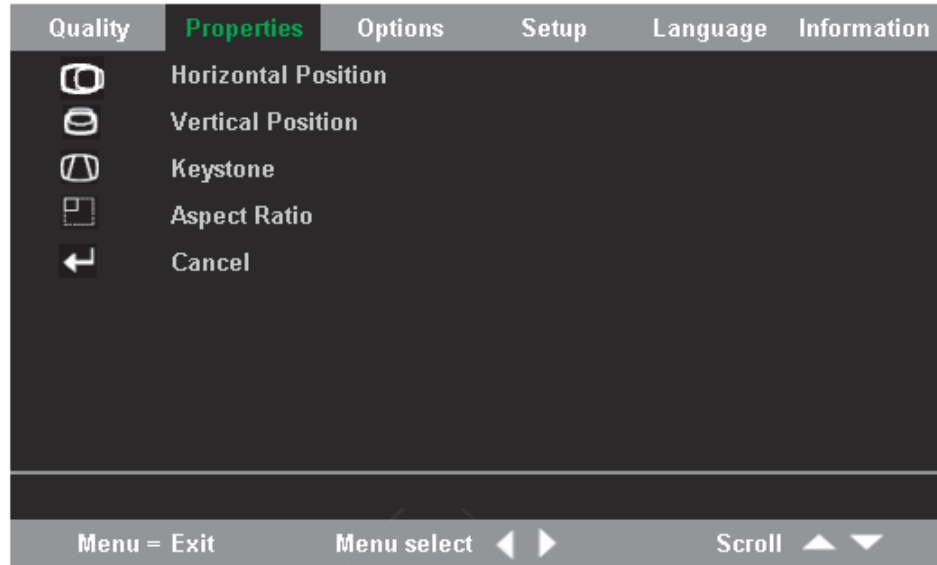 Quality Properties Options Setup Language Information
Horizontal Position
Vertical Position
Keystone
Aspect Ratio
Cancel
Menu = Exit Menu select Scroll